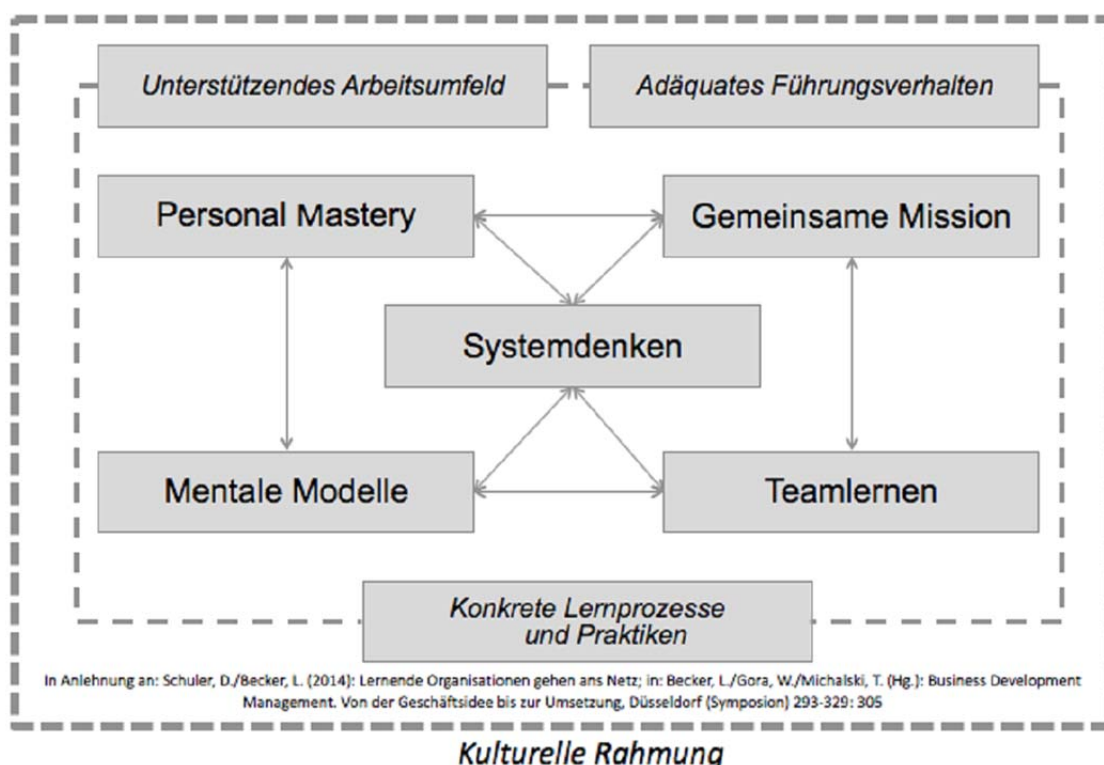 Unterstützendes Arbeitsumfeld
Adäquates Führungsverhalten
Personal Mastery
Gemeinsame Mission
Systemdenken
Mentale Modelle
Teamlernen
Konkrete Lernprozesse
und Praktiken
In Anlehnung an: Schuler, D./Becker, L. (2014): Lernende Organisationen gehen ans Netz; in: Becker, L./Gora, W./Michalski, T. (Hg.): Business Development
Management. Von der Geschäftsidee bis zur Umsetzung, Düsseldorf (Symposion) 293-329: 305
Kulturelle Rahmung